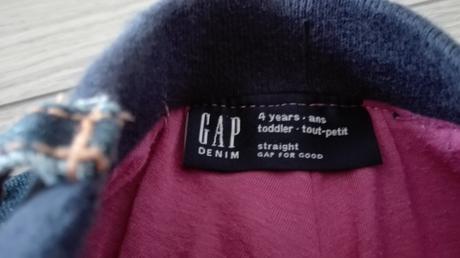 GAP
DENIM
4 years · ans
toddler · tout-petit
straight
GAP FOR GOOD